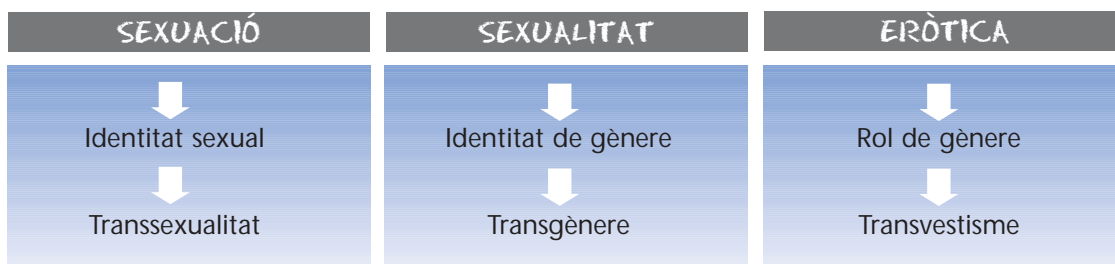 SEXUACIÓ
SEXUALITAT
ERÒTICA
Identitat sexual
Identitat de gènere
Rol de gènere
Transsexualitat
Transgènere
Transvestisme